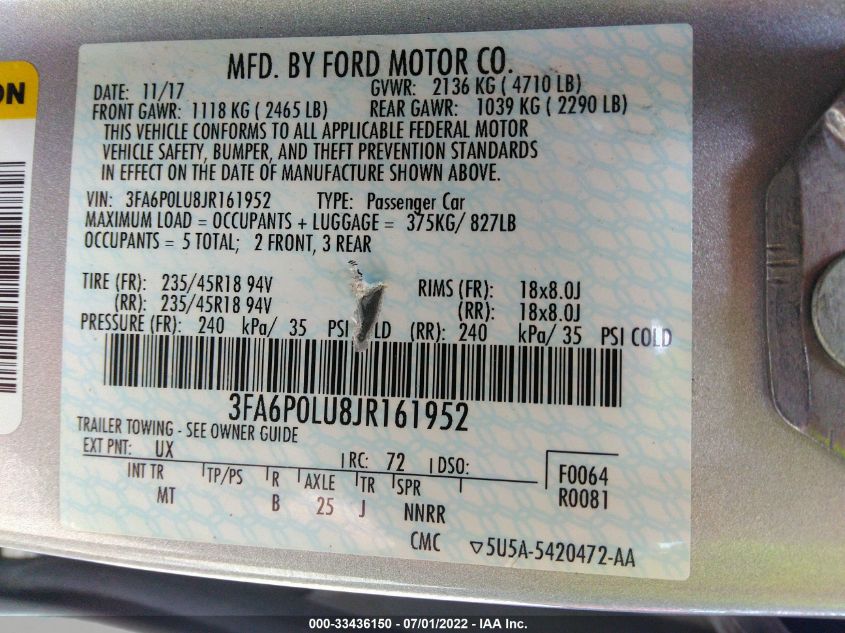 ON
MFD. BY FORD MOTOR CO.
DATE: 11/17 GVWR: 2136 KG ( 4710 LB)
FRONT GAWR: 1118 KG ( 2465 LB) REAR GAWR: 1039 KG ( 2290 LB)
THIS VEHICLE CONFORMS TO ALL APPLICABLE FEDERAL MOTOR
VEHICLE SAFETY, BUMPER, AND THEFT PREVENTION STANDARDS
IN EFFECT ON THE DATE OF MANUFACTURE SHOWN ABOVE.
VIN: 3FA6P0LU8JR161952 TYPE: Passenger Car
MAXIMUM LOAD = OCCUPANTS + LUGGAGE = 375KG/ 827LB
OCCUPANTS = 5 TOTAL; 2 FRONT, 3 REAR
TIRE (FR): 235/45R18 94V RIMS (FR): 18x8.0J
(RR): 235/45R18 94V (RR): 18x8.0J
PRESSURE (FR): 240 kPa/ 35 PSI LD (RR): 240 kPa/ 35 PSI COLD
3FA6P0LU8JR161952
TRAILER TOWING - SEE OWNER GUIDE
EXT PNT: UX RC: 72 DSO: F0064
INT TR TP/PS R AXLE TR SPR R0081
MT B 25 J NNRR
CMC ▽5U5A-5420472-AA
000-33436150 - 07/01/2022 - IAA Inc.